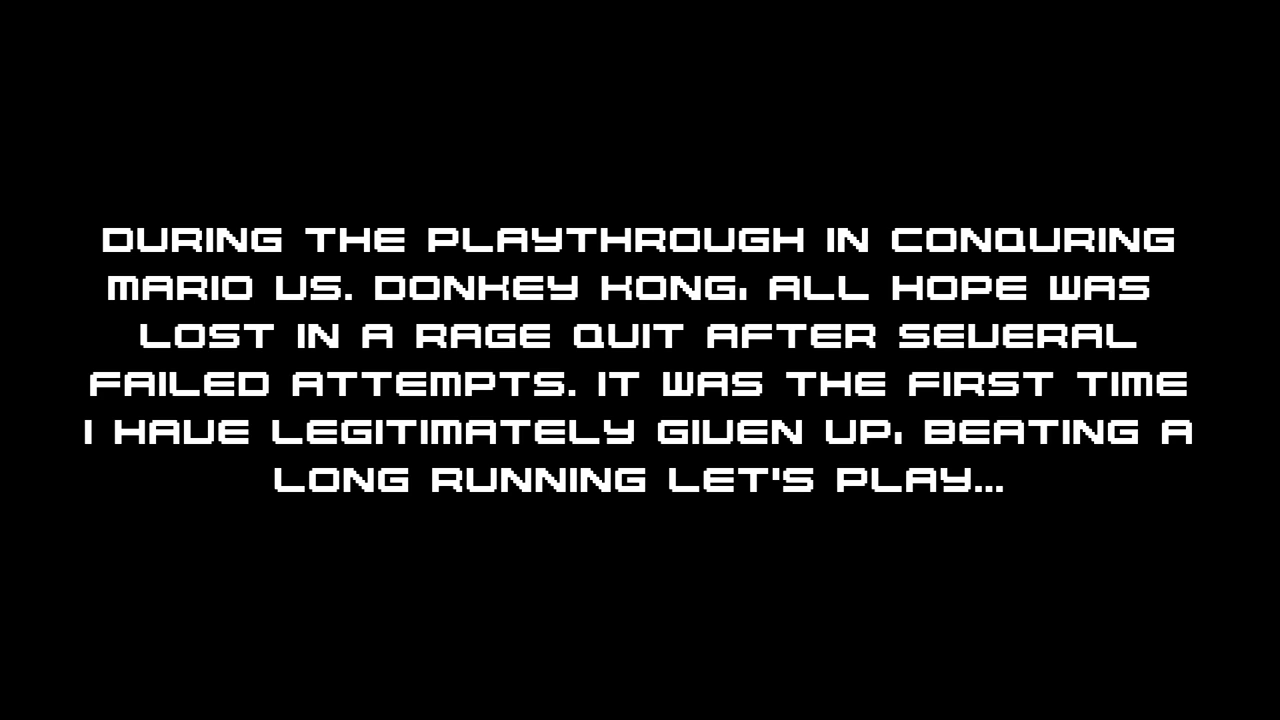 DURING THE PLAYTHROUGH IN CONQURING
MARIO VS. DONKEY KONG, ALL HOPE WAS
LOST IN A RAGE QUIT AFTER SEVERAL
FAILED ATTEMPTS. IT WAS THE FIRST TIME
I HAVE LEGITIMATELY GIVEN UP, BEATING A
LONG RUNNING LET'S PLAY...